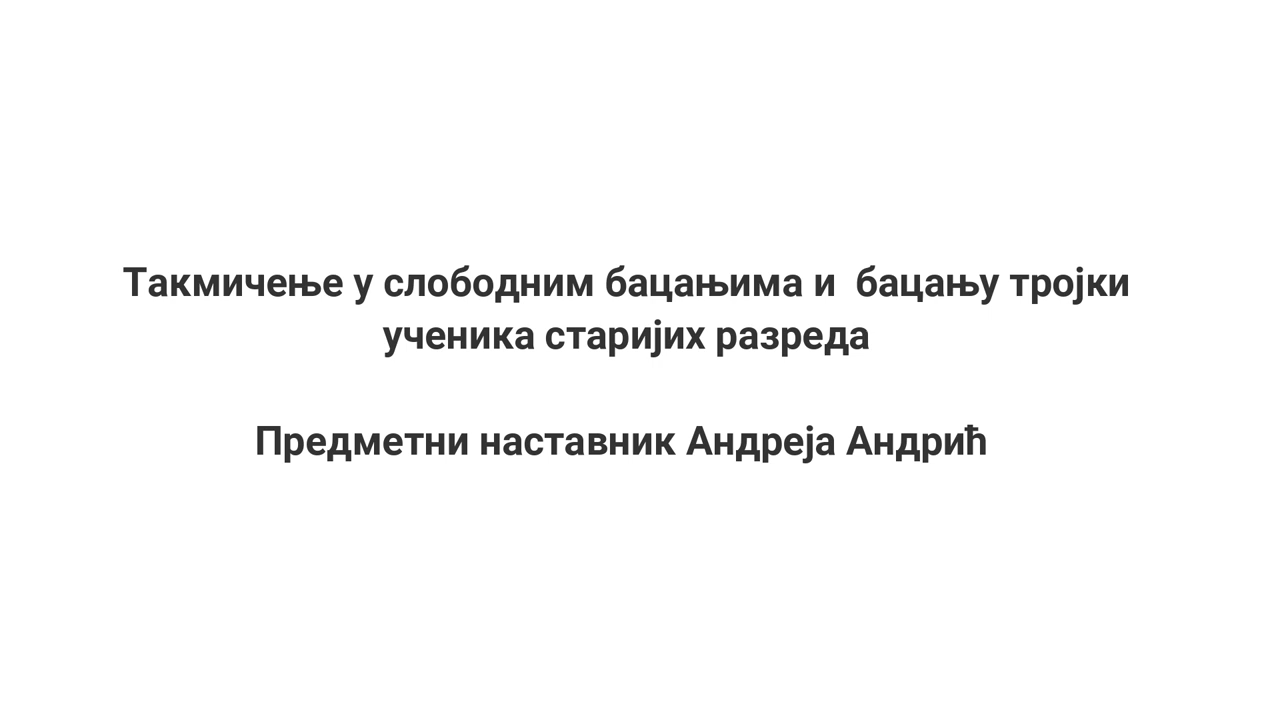 Такмичење у слободним бацањима и  бацању тројки
ученика старијих разреда
Предметни наставник Андреја Андрић